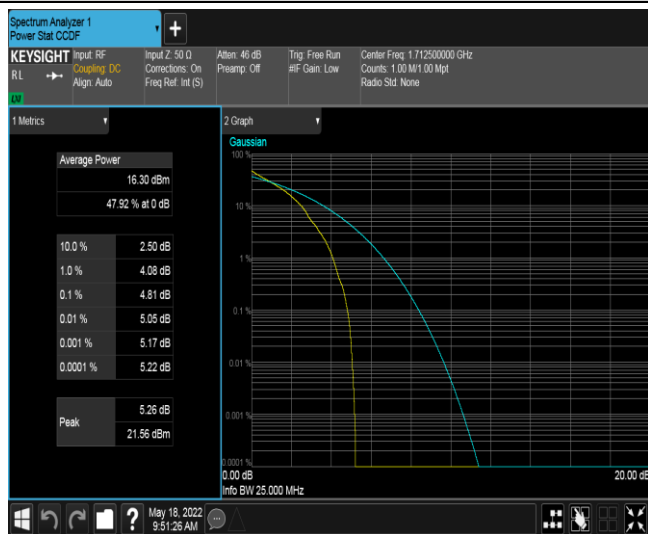 Spectrum Analyzer 1
Power Stat CCDF
+
KEYSIGHT
RL
LM
Input: RF
Coupling: DC
Align: Auto
Input Z: 50 Ω
Corrections: On
Freq Ref: Int (S)
Atten: 46 dB
Preamp: Off
Trig: Free Run
#IF Gain: Low
Center Freq: 1.712500000 GHz
Counts: 1.00 M/1.00 Mpt
Radio Std: None
1 Metrics
Average Power
16.30 dBm
47.92 % at 0 dB
10.0 % 2.50 dB
1.0 % 4.08 dB
0.1 % 4.81 dB
0.01 % 5.05 dB
0.001 % 5.17 dB
0.0001 % 5.22 dB
Peak
5.26 dB
21.56 dBm
2 Graph
Gaussian
100 %
10 %
1 %
0.1 %
0.01 %
0.001 %
0.0001 %
0.00 dB 20.00 dB
Info BW 25.000 MHz
?
May 18, 2022
9:51:26 AM